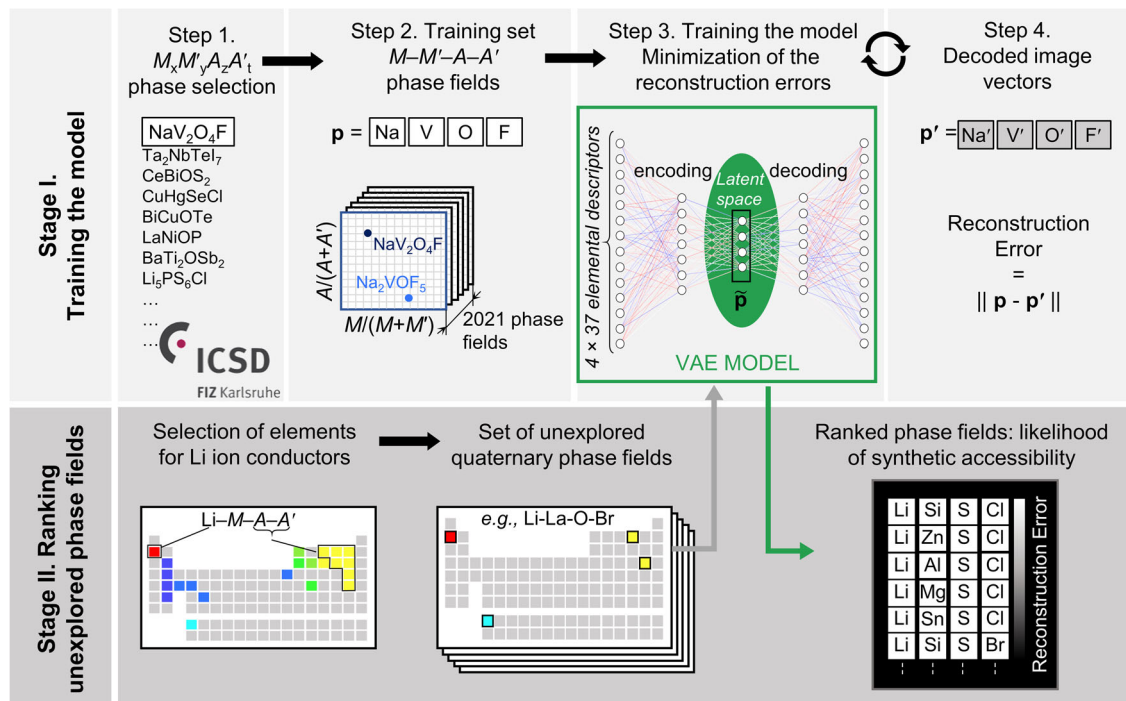 Stage I.
Training the model
Step 1.
MₓM′ᵧA𝓏A′ₜ
phase selection
NaV₂O₄F
Ta₂NbTeI₇
CeBiOS₂
CuHgSeCl
BiCuOTe
LaNiOP
BaTi₂OSb₂
Li₅PS₆Cl
...
...
...
ICSD
FIZ Karlsruhe
Step 2. Training set
M–M′–A–A′
phase fields
p = Na V O F
A/(A+A′)
NaV₂O₄F
Na₂VOF₅
M/(M+M′)
2021 phase
fields
Step 3. Training the model
Minimization of the
reconstruction errors
4 × 37 elemental descriptors
encoding
Latent
space
decoding
p̃
VAE MODEL
Step 4.
Decoded image
vectors
p′ = Na′ V′ O′ F′
Reconstruction
Error
=
|| p - p′ ||
Stage II. Ranking
unexplored phase fields
Selection of elements
for Li ion conductors
Li–M–A–A′
Set of unexplored
quaternary phase fields
e.g., Li-La-O-Br
Ranked phase fields: likelihood
of synthetic accessibility
Li Si S Cl
Li Zn S Cl
Li Al S Cl
Li Mg S Cl
Li Sn S Cl
Li Si S Br
Reconstruction Error